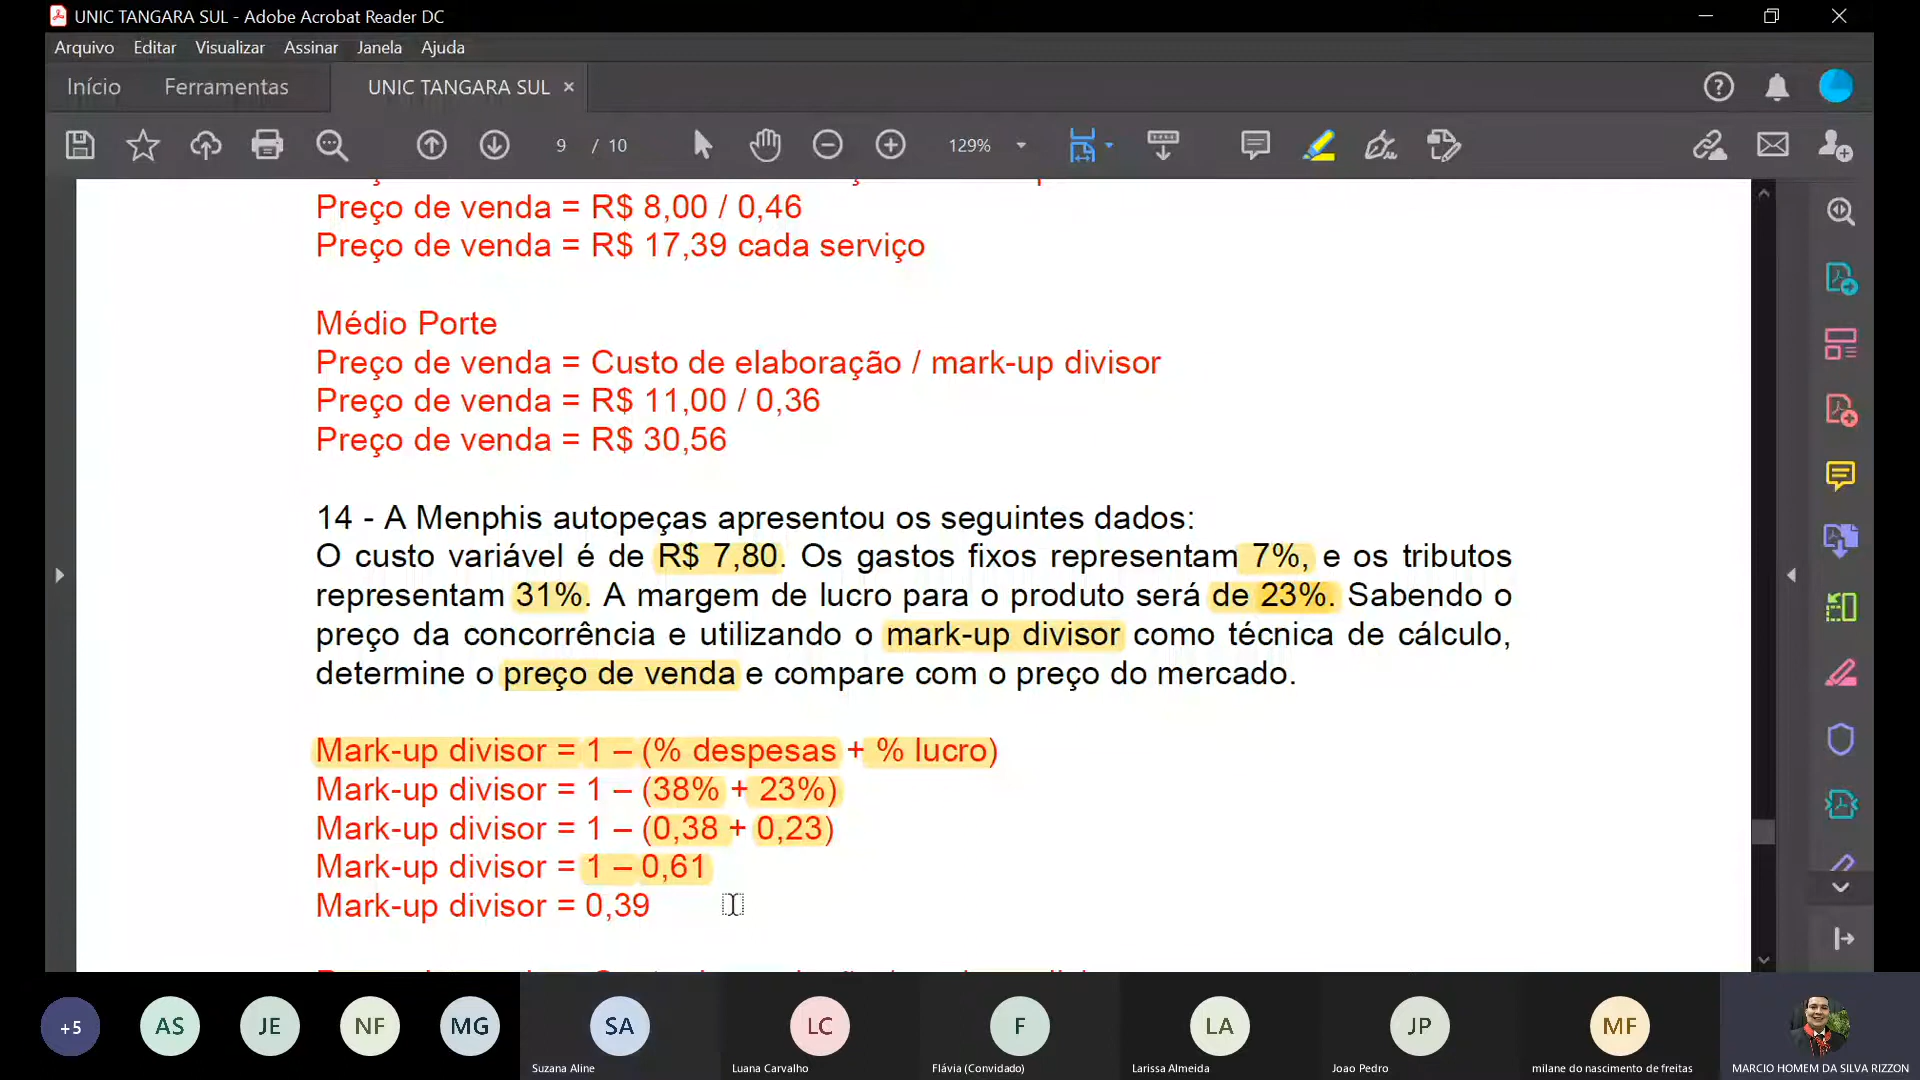 UNIC TANGARA SUL - Adobe Acrobat Reader DC
Arquivo Editar Visualizar Assinar Janela Ajuda
Início Ferramentas UNIC TANGARA SUL ×
9 / 10 129%
Preço de venda = R$ 8,00 / 0,46
Preço de venda = R$ 17,39 cada serviço
Médio Porte
Preço de venda = Custo de elaboração / mark-up divisor
Preço de venda = R$ 11,00 / 0,36
Preço de venda = R$ 30,56
14 - A Menphis autopeças apresentou os seguintes dados:
O custo variável é de R$ 7,80. Os gastos fixos representam 7%, e os tributos
representam 31%. A margem de lucro para o produto será de 23%. Sabendo o
preço da concorrência e utilizando o mark-up divisor como técnica de cálculo,
determine o preço de venda e compare com o preço do mercado.
Mark-up divisor = 1 – (% despesas + % lucro)
Mark-up divisor = 1 – (38% + 23%)
Mark-up divisor = 1 – (0,38 + 0,23)
Mark-up divisor = 1 – 0,61
Mark-up divisor = 0,39
+5 AS JE NF MG SA LC F LA JP MF
Suzana Aline Luana Carvalho Flávia (Convidado) Larissa Almeida Joao Pedro milane do nascimento de freitas MARCIO HOMEM DA SILVA RIZZON